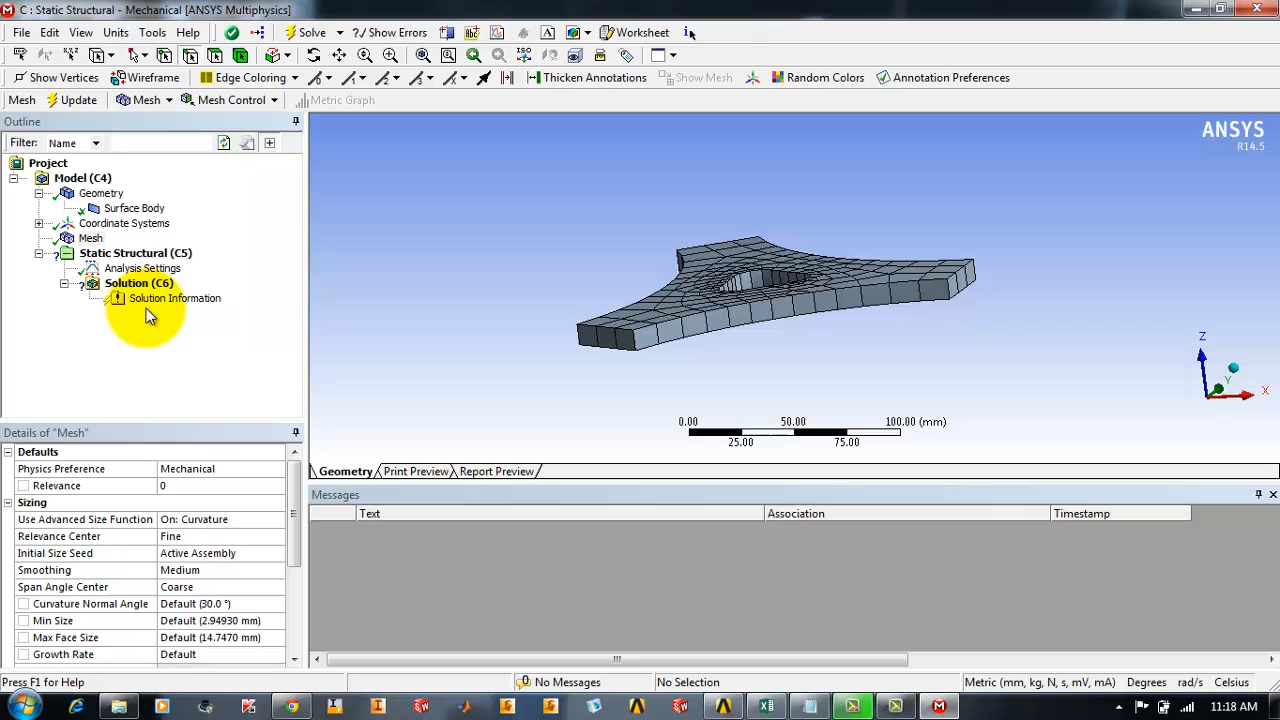 C : Static Structural - Mechanical [ANSYS Multiphysics]
File Edit View Units Tools Help Solve Show Errors Worksheet
Show Vertices Wireframe Edge Coloring Thicken Annotations Show Mesh Random Colors Annotation Preferences
Mesh Update Mesh Mesh Control Metric Graph
Outline
Filter: Name
Project
Model (C4)
Geometry
Surface Body
Coordinate Systems
Mesh
Static Structural (C5)
Analysis Settings
Solution (C6)
Solution Information
ANSYS
R14.5
Z
Y
X
0.00 50.00 100.00 (mm)
25.00 75.00
Geometry Print Preview Report Preview
Details of "Mesh"
Defaults
Physics Preference Mechanical
Relevance 0
Sizing
Use Advanced Size Function On: Curvature
Relevance Center Fine
Initial Size Seed Active Assembly
Smoothing Medium
Span Angle Center Coarse
Curvature Normal Angle Default (30.0 °)
Min Size Default (2.94930 mm)
Max Face Size Default (14.7470 mm)
Growth Rate Default
Messages
Text Association Timestamp
Press F1 for Help 0 No Messages No Selection Metric (mm, kg, N, s, mV, mA) Degrees rad/s Celsius
11:18 AM